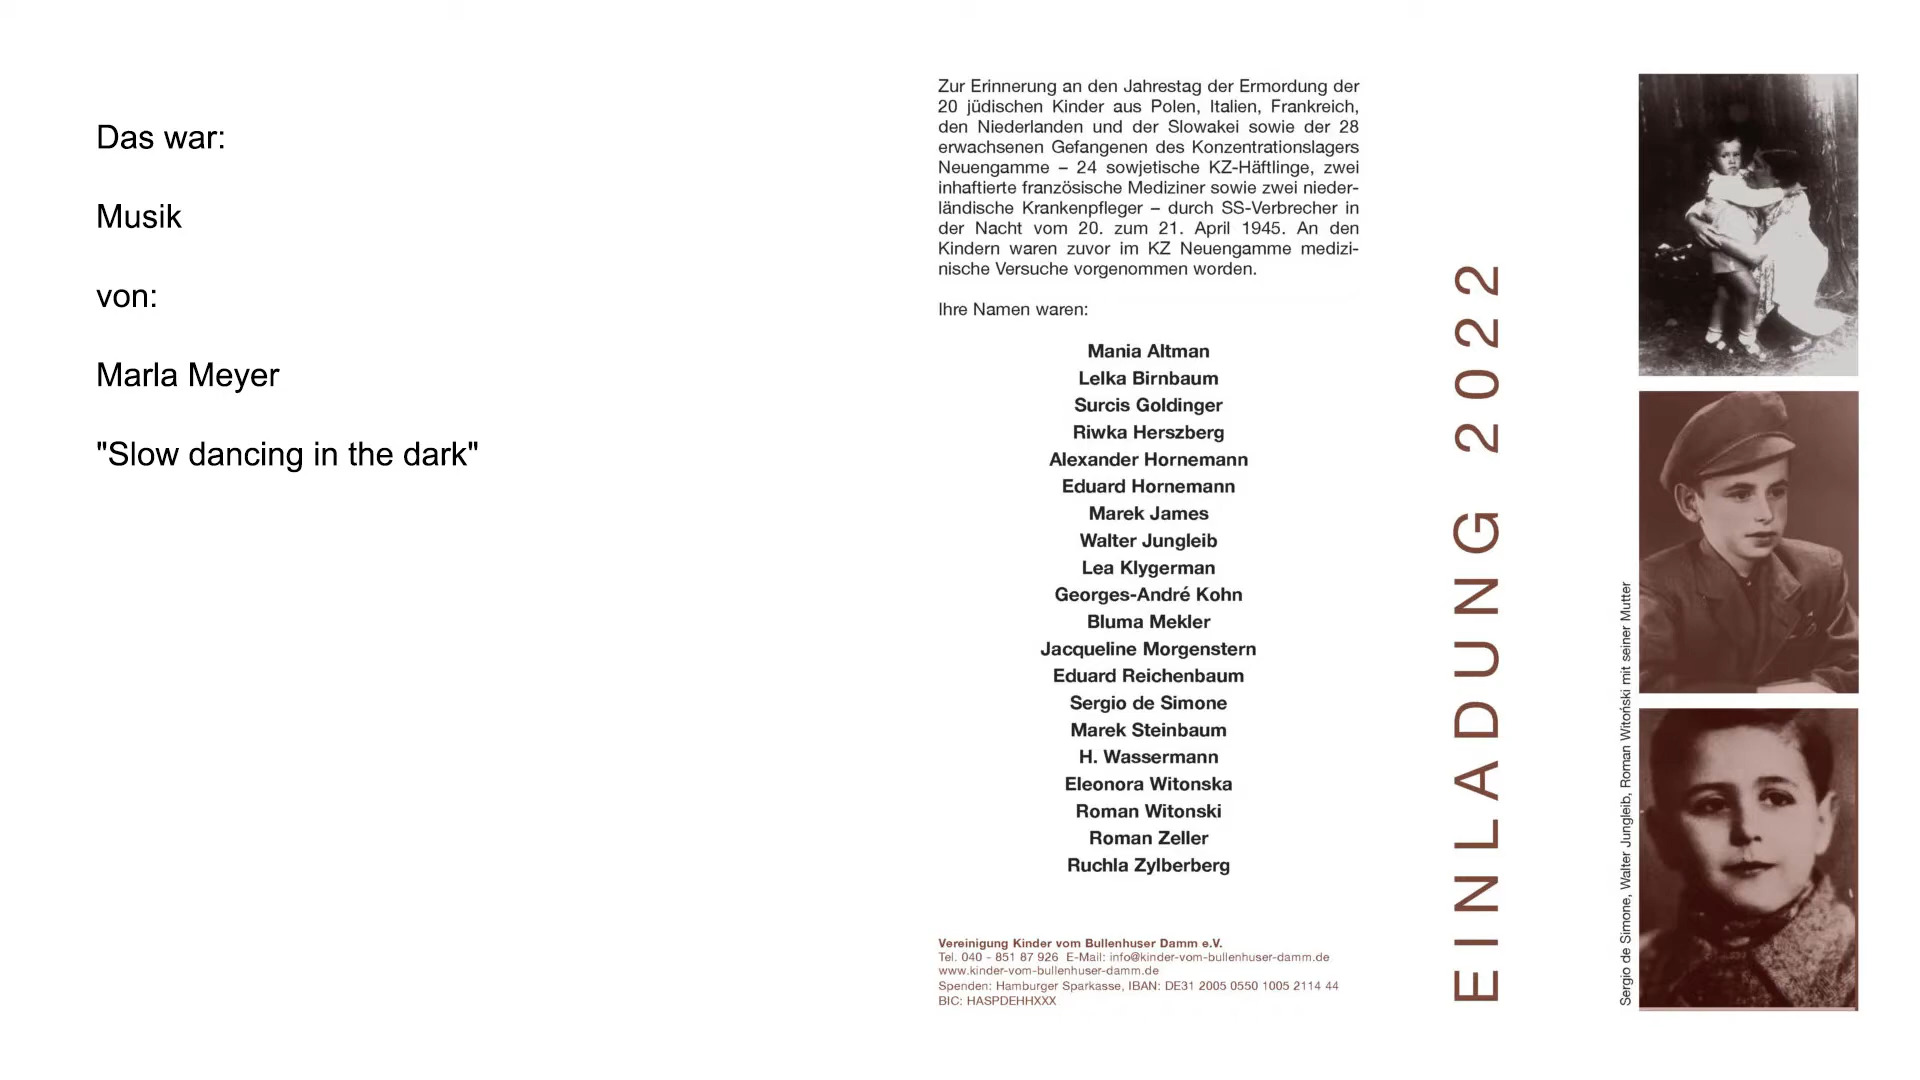 Das war:
Musik
von:
Marla Meyer
"Slow dancing in the dark"
Zur Erinnerung an den Jahrestag der Ermordung der
20 jüdischen Kinder aus Polen, Italien, Frankreich,
den Niederlanden und der Slowakei sowie der 28
erwachsenen Gefangenen des Konzentrationslagers
Neuengamme – 24 sowjetische KZ-Häftlinge, zwei
inhaftierte französische Mediziner sowie zwei nieder-
ländische Krankenpfleger – durch SS-Verbrecher in
der Nacht vom 20. zum 21. April 1945. An den
Kindern waren zuvor im KZ Neuengamme medizi-
nische Versuche vorgenommen worden.
Ihre Namen waren:
Mania Altman
Lelka Birnbaum
Surcis Goldinger
Riwka Herszberg
Alexander Hornemann
Eduard Hornemann
Marek James
Walter Jungleib
Lea Klygerman
Georges-André Kohn
Bluma Mekler
Jacqueline Morgenstern
Eduard Reichenbaum
Sergio de Simone
Marek Steinbaum
H. Wassermann
Eleonora Witonska
Roman Witonski
Roman Zeller
Ruchla Zylberberg
Vereinigung Kinder vom Bullenhuser Damm e.V.
Tel. 040 - 851 87 926 E-Mail: info@kinder-vom-bullenhuser-damm.de
www.kinder-vom-bullenhuser-damm.de
Spenden: Hamburger Sparkasse, IBAN: DE31 2005 0550 1005 2114 44
BIC: HASPDEHHXXX
EINLADUNG 2022
Sergio de Simone, Walter Jungleib, Roman Witoński mit seiner Mutter